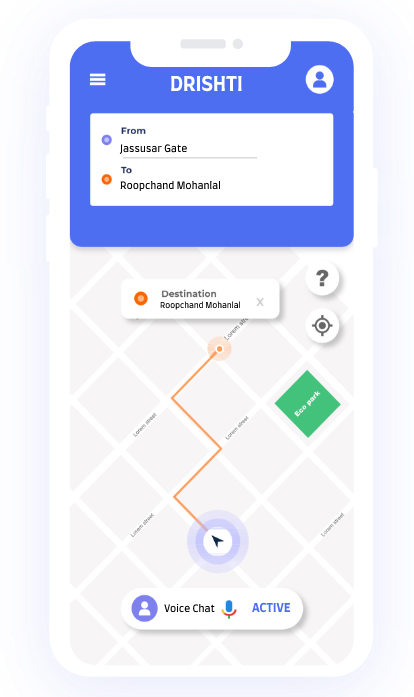 DRISHTI
From
Jassusar Gate
To
Roopchand Mohanlal
?
Destination
Roopchand Mohanlal
X
Lorem stre
Eco park
Lorem street
Lorem street
Lorem street
Lorem street
Voice Chat
ACTIVE